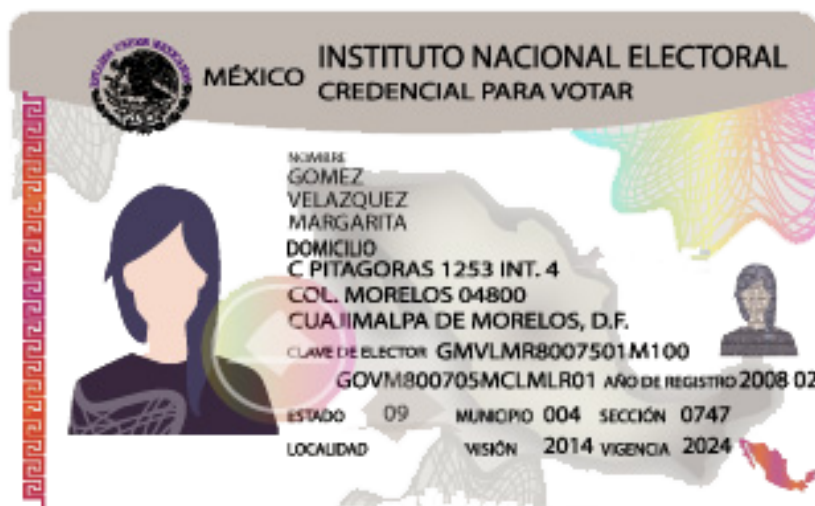 INSTITUTO NACIONAL ELECTORAL
MÉXICO
CREDENCIAL PARA VOTAR
NOMBRE
GOMEZ
VELAZQUEZ
MARGARITA
DOMICILIO
C PITAGORAS 1253 INT. 4
COL. MORELOS 04800
CUAJIMALPA DE MORELOS, D.F.
CLAVE DE ELECTOR GMVLMR8007501M100
GOVM800705MCLMLR01 AÑO DE REGISTRO 2008 02
ESTADO 09 MUNICIPIO 004 SECCIÓN 0747
LOCALIDAD VISIÓN 2014 VIGENCIA 2024